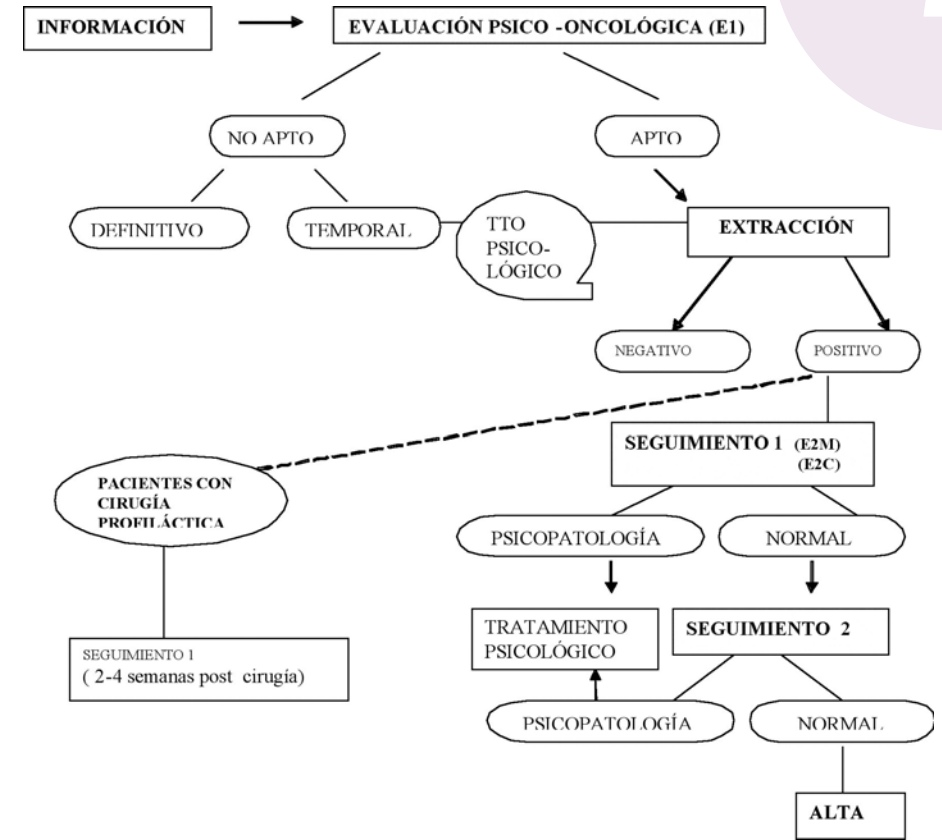 INFORMACIÓN
EVALUACIÓN PSICO -ONCOLÓGICA (E1)
NO APTO
APTO
DEFINITIVO
TEMPORAL
TTO
PSICO-
LÓGICO
EXTRACCIÓN
NEGATIVO
POSITIVO
SEGUIMIENTO 1 (E2M)
(E2C)
PACIENTES CON
CIRUGÍA
PROFILÁCTICA
PSICOPATOLOGÍA
NORMAL
SEGUIMIENTO 1
( 2-4 semanas post cirugía)
TRATAMIENTO
PSICOLÓGICO
SEGUIMIENTO 2
PSICOPATOLOGÍA
NORMAL
ALTA